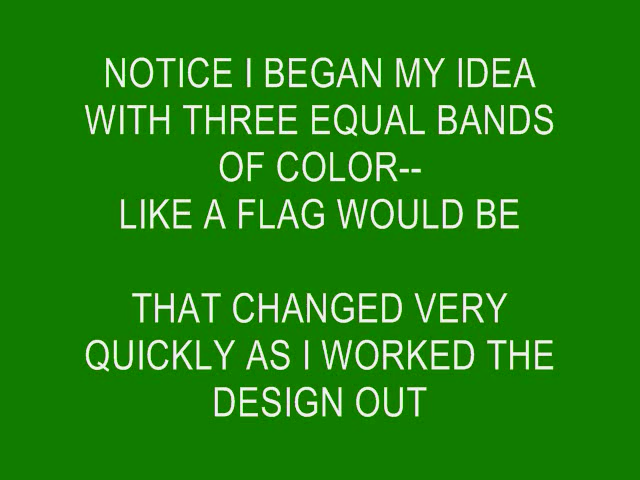 NOTICE I BEGAN MY IDEA
WITH THREE EQUAL BANDS
OF COLOR--
LIKE A FLAG WOULD BE
THAT CHANGED VERY
QUICKLY AS I WORKED THE
DESIGN OUT